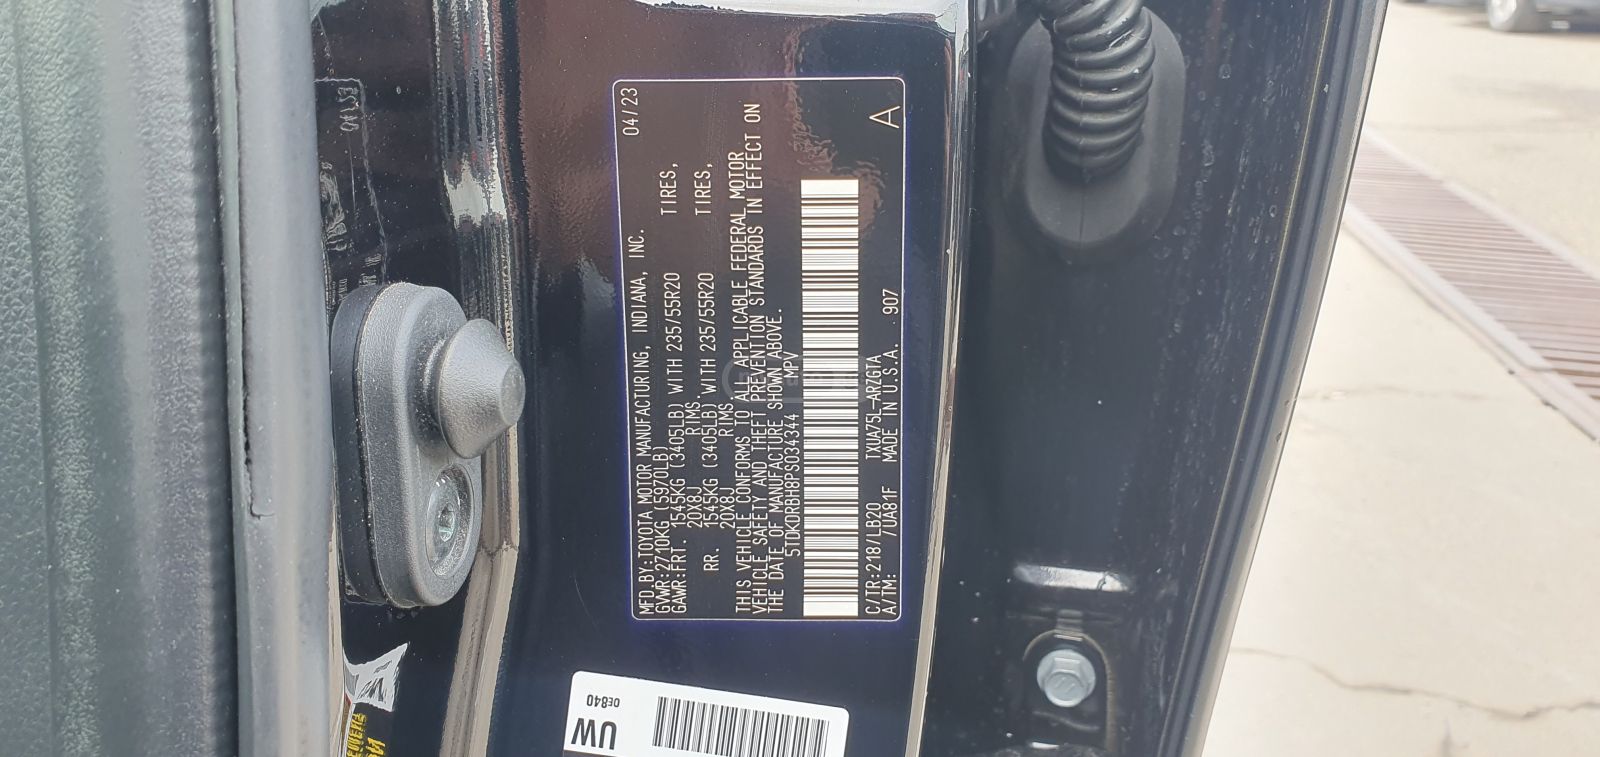 MFD.BY:TOYOTA MOTOR MANUFACTURING, INDIANA, INC. 04/23
GVWR:2710KG (5970LB)
GAWR:FRT. 1545KG (3405LB) WITH 235/55R20 TIRES,
20X8J RIMS.
RR. 1545KG (3405LB) WITH 235/55R20 TIRES,
20X8J RIMS.
THIS VEHICLE CONFORMS TO ALL APPLICABLE FEDERAL MOTOR
VEHICLE SAFETY AND THEFT PREVENTION STANDARDS IN EFFECT ON
THE DATE OF MANUFACTURE SHOWN ABOVE.
5TDKDRBH8PS034344 MPV
C/TR:218/LB20 TXUA75L-ARZGTA 907 A
A/TM: /UA81F MADE IN U.S.A.
UW
0E840